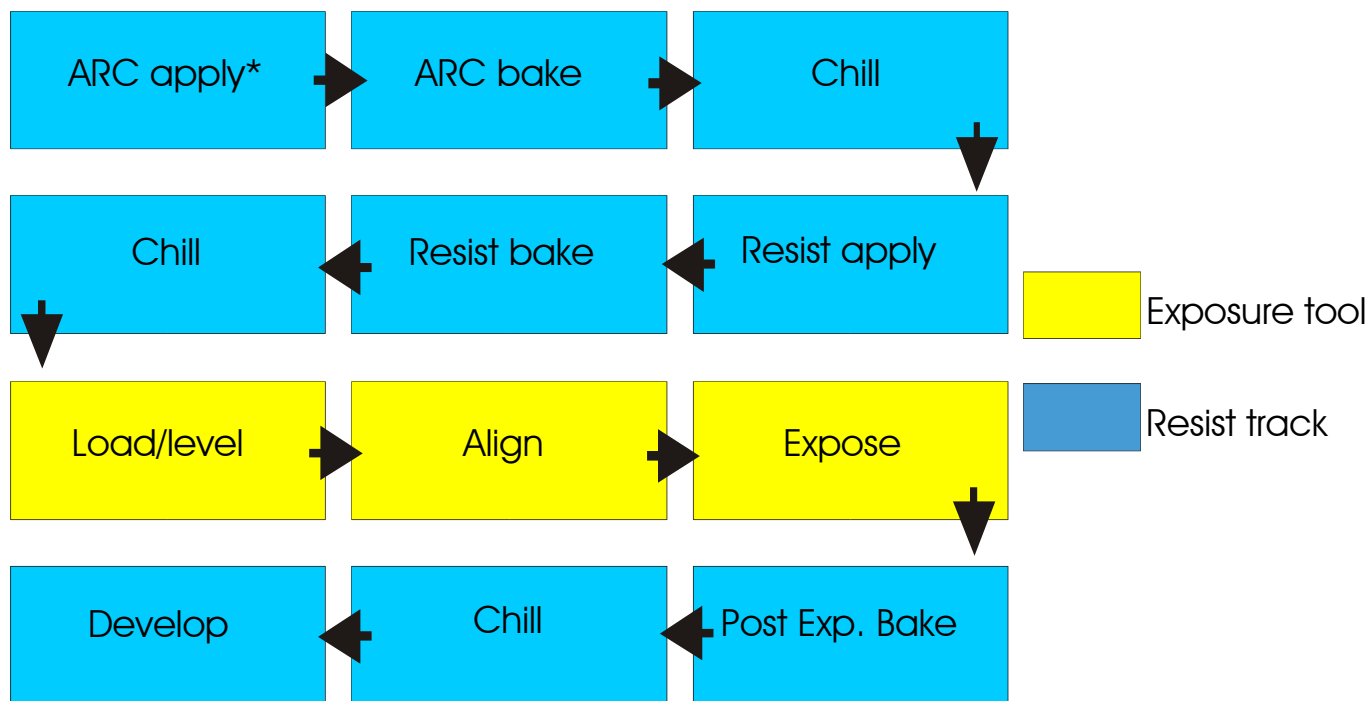 ARC apply*
ARC bake
Chill
Chill
Resist bake
Resist apply
Exposure tool
Resist track
Load/level
Align
Expose
Develop
Chill
Post Exp. Bake